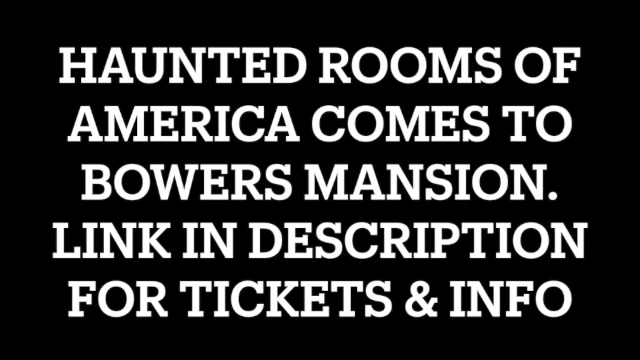 HAUNTED ROOMS OF
AMERICA COMES TO
BOWERS MANSION.
LINK IN DESCRIPTION
FOR TICKETS & INFO